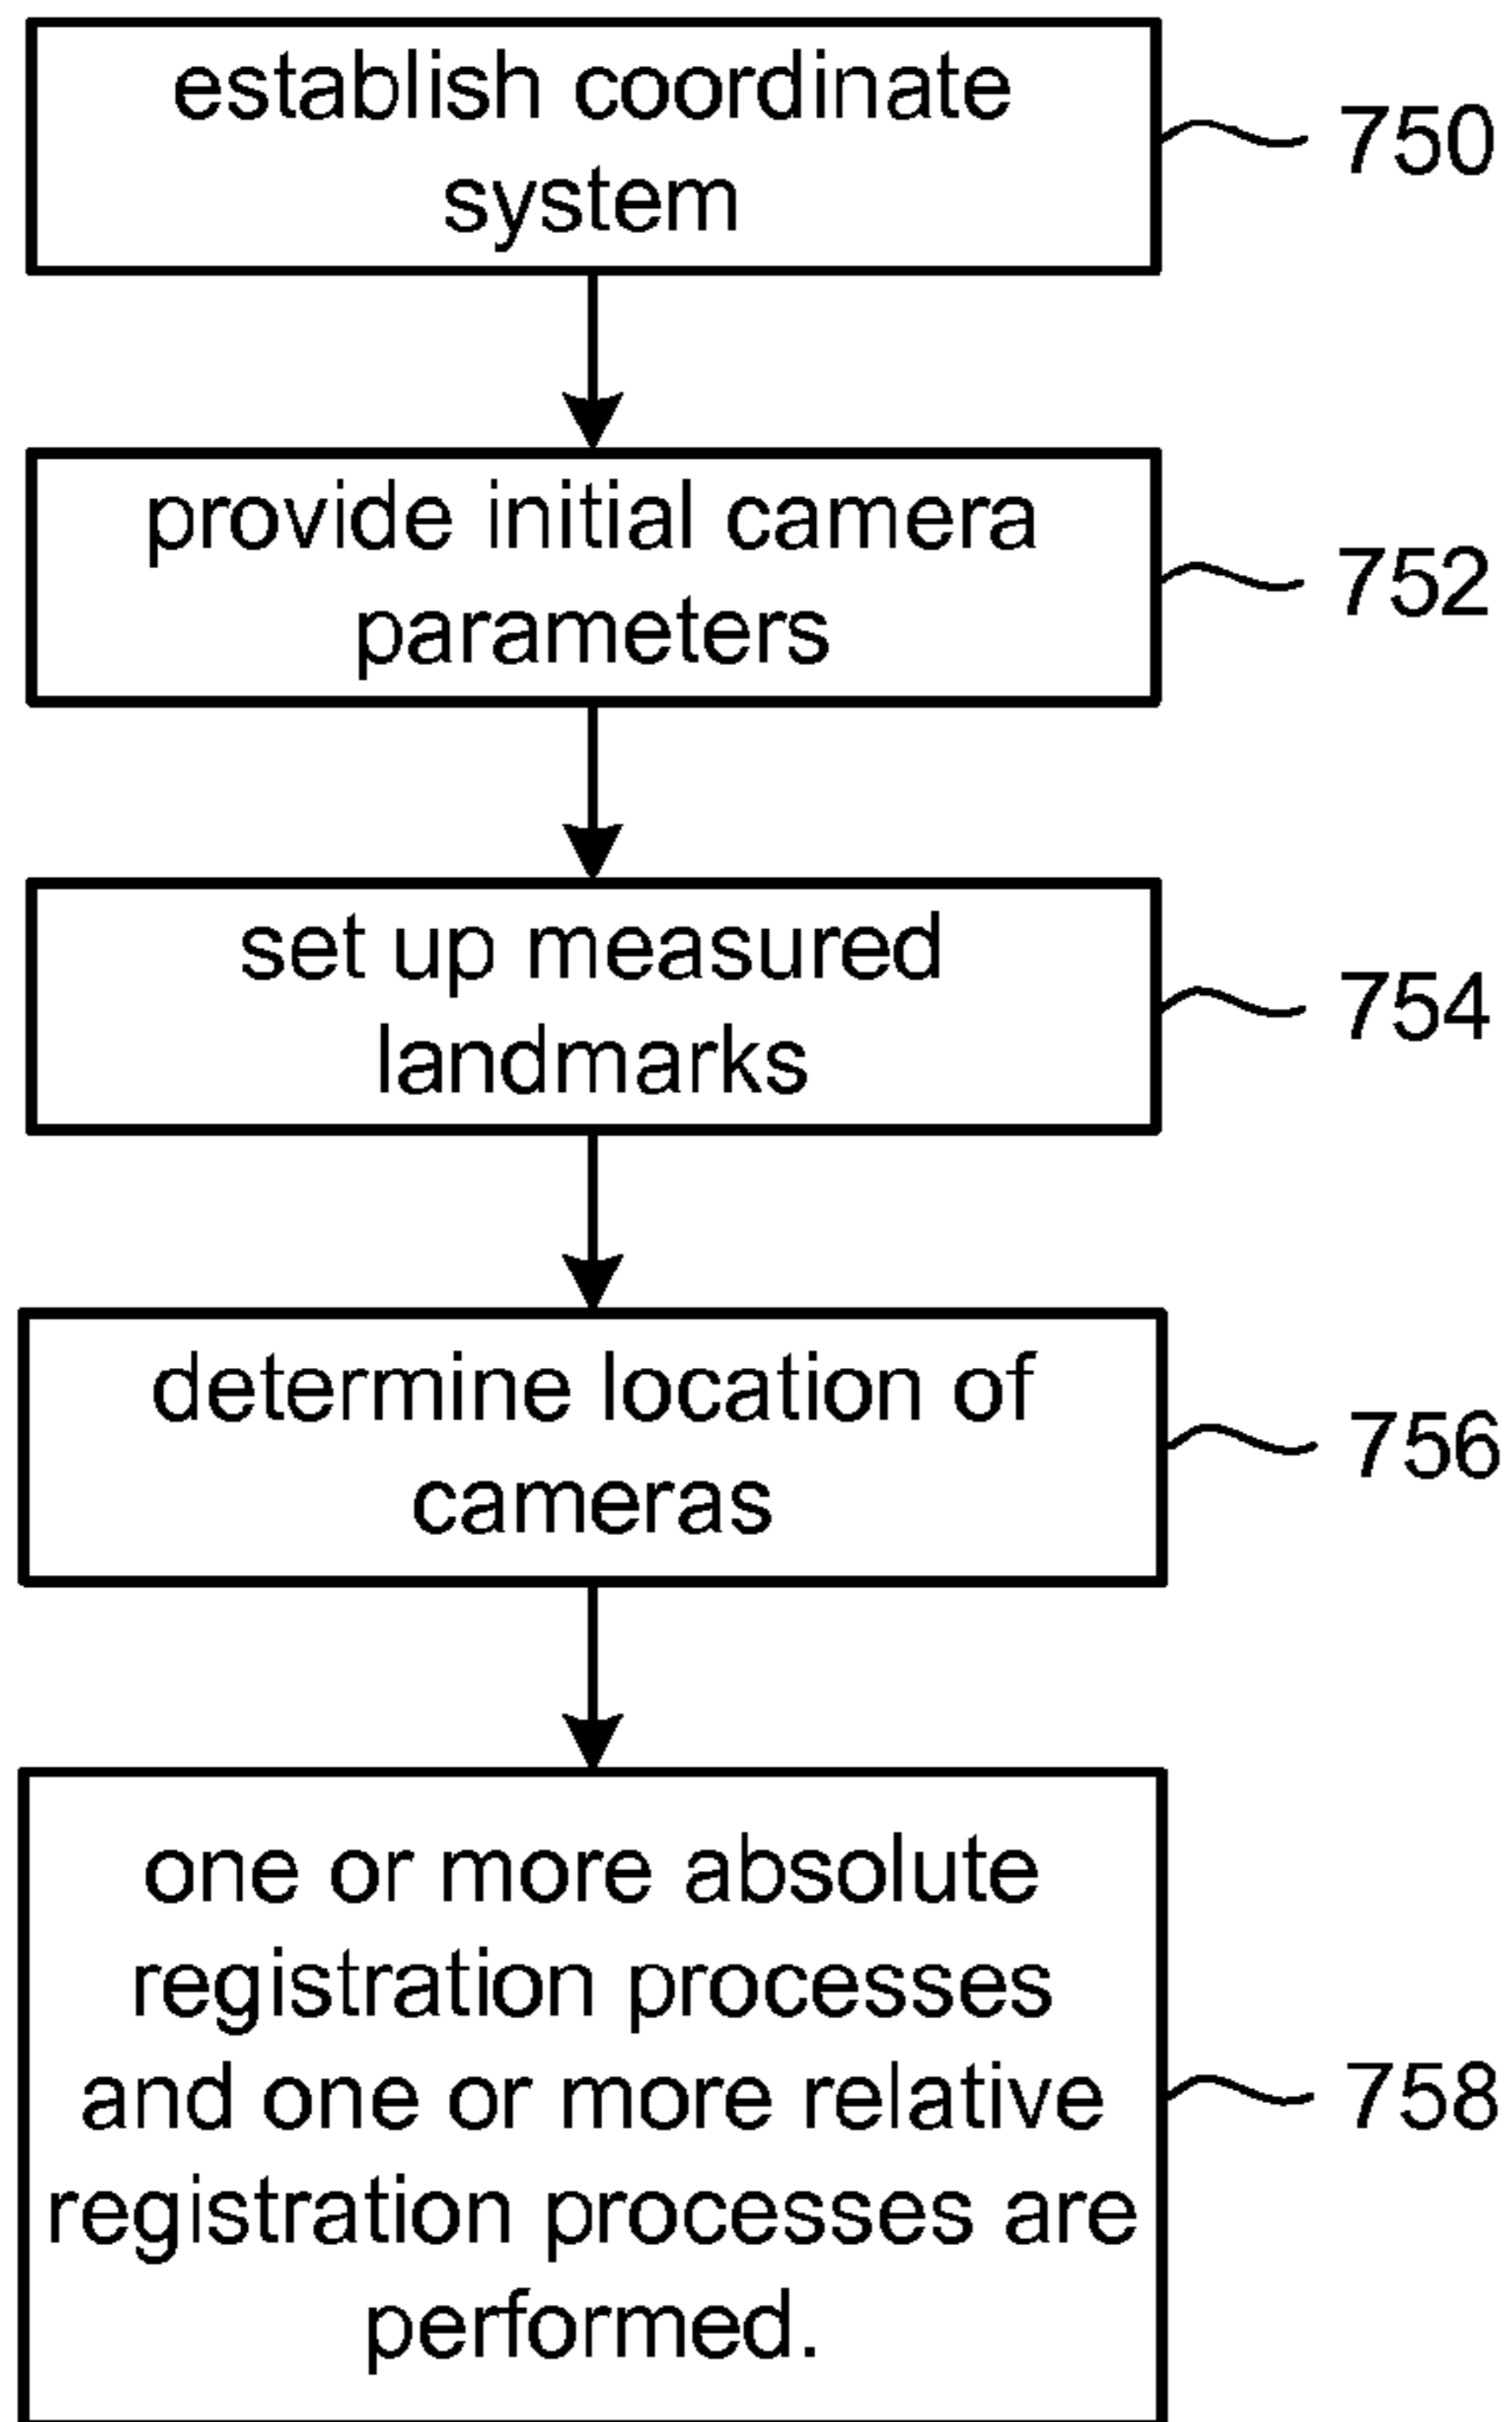 establish coordinate
system
750
provide initial camera
parameters
752
set up measured
landmarks
754
determine location of
cameras
756
one or more absolute
registration processes
and one or more relative
registration processes are
performed.
758